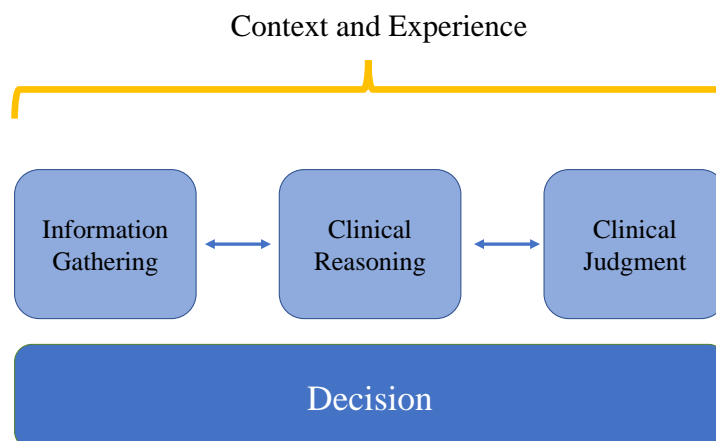 Context and Experience
Information
Gathering
Clinical
Reasoning
Clinical
Judgment
Decision